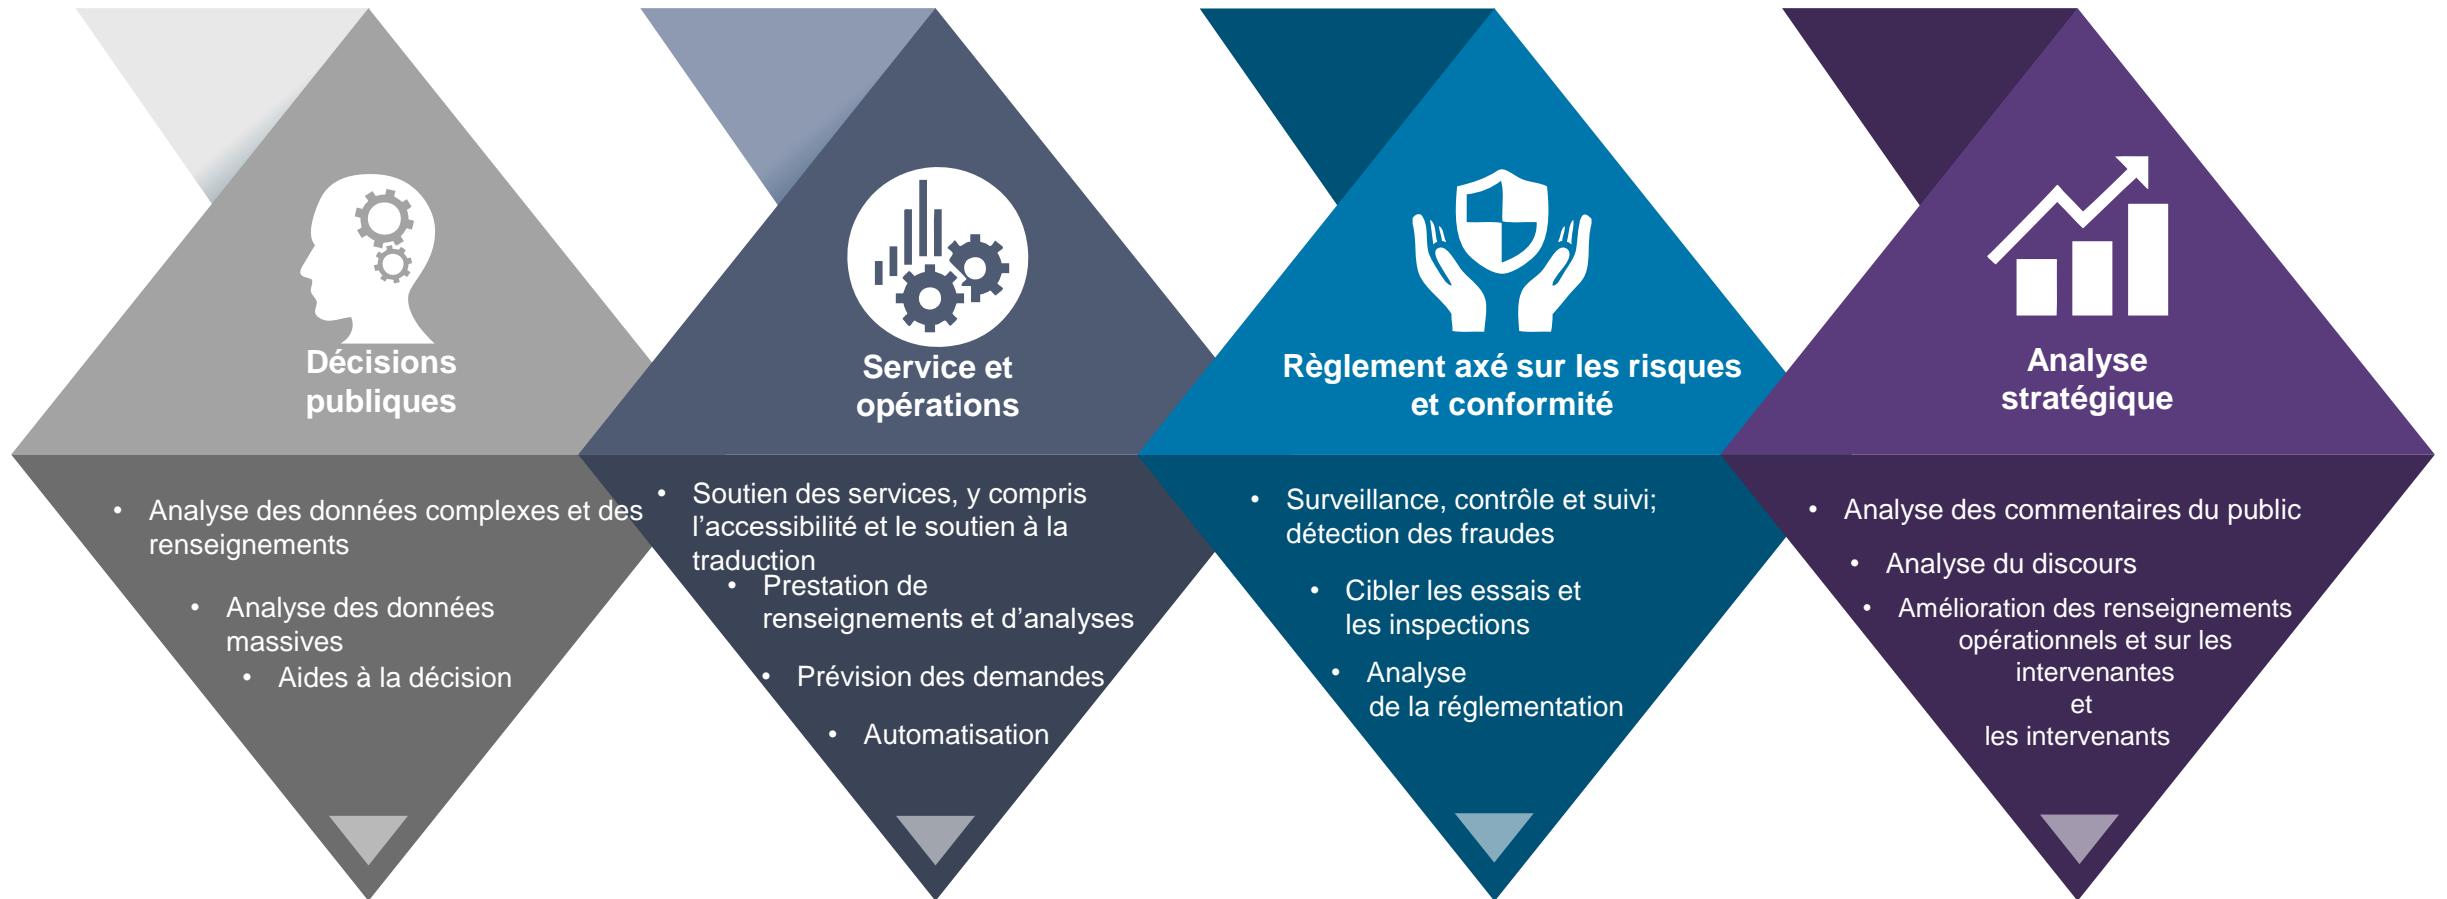 Décisions
publiques
• Analyse des données complexes et des
renseignements
• Analyse des données
massives
• Aides à la décision
Service et
opérations
• Soutien des services, y compris
l’accessibilité et le soutien à la
traduction
• Prestation de
renseignements et d’analyses
• Prévision des demandes
• Automatisation
Règlement axé sur les risques
et conformité
• Surveillance, contrôle et suivi;
détection des fraudes
• Cibler les essais et
les inspections
• Analyse
de la réglementation
Analyse
stratégique
• Analyse des commentaires du public
• Analyse du discours
• Amélioration des renseignements
opérationnels et sur les
intervenantes
et
les intervenants